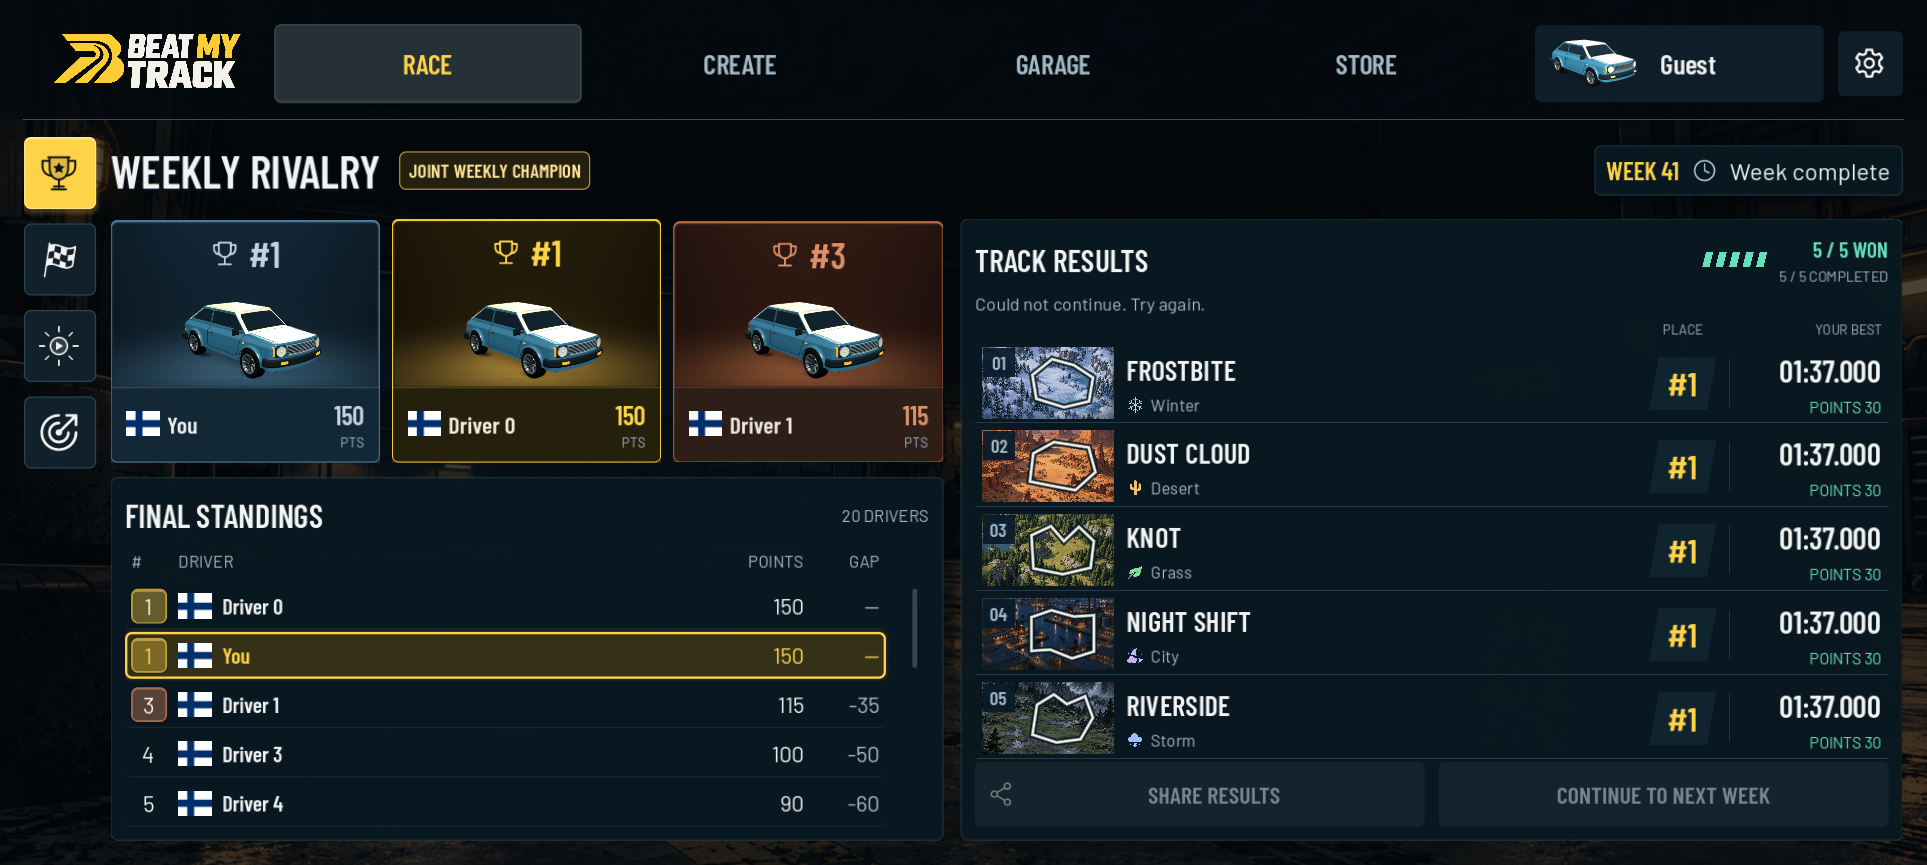 BEAT MY
TRACK
RACE
CREATE
GARAGE
STORE
Guest
WEEKLY RIVALRY
JOINT WEEKLY CHAMPION
WEEK 41
Week complete
#1
You
150
PTS
#1
Driver 0
150
PTS
#3
Driver 1
115
PTS
FINAL STANDINGS
20 DRIVERS
# DRIVER POINTS GAP
1 Driver 0 150 –
1 You 150 –
3 Driver 1 115 -35
4 Driver 3 100 -50
5 Driver 4 90 -60
TRACK RESULTS
5 / 5 WON
5 / 5 COMPLETED
Could not continue. Try again.
PLACE YOUR BEST
01 FROSTBITE #1 01:37.000
Winter POINTS 30
02 DUST CLOUD #1 01:37.000
Desert POINTS 30
03 KNOT #1 01:37.000
Grass POINTS 30
04 NIGHT SHIFT #1 01:37.000
City POINTS 30
05 RIVERSIDE #1 01:37.000
Storm POINTS 30
SHARE RESULTS
CONTINUE TO NEXT WEEK